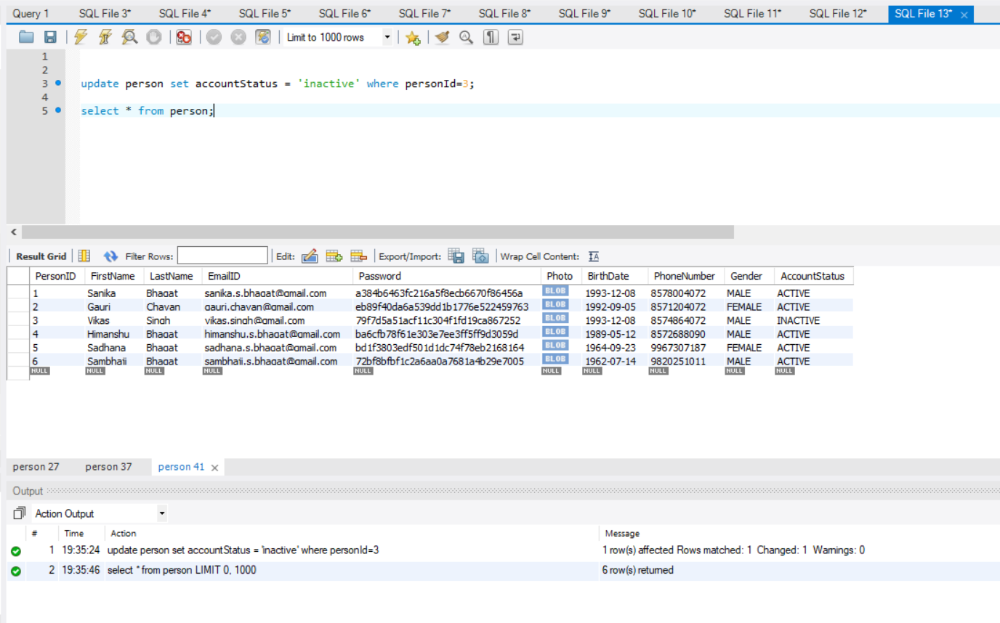 Query 1 SQL File 3* SQL File 4* SQL File 5* SQL File 6* SQL File 7* SQL File 8* SQL File 9* SQL File 10* SQL File 11* SQL File 12* SQL File 13*
Limit to 1000 rows
1
2
3 update person set accountStatus = 'inactive' where personId=3;
4
5 select * from person;
Result Grid Filter Rows: Edit: Export/Import: Wrap Cell Content:
PersonID FirstName LastName EmailID Password Photo BirthDate PhoneNumber Gender AccountStatus
1 Sanika Bhagat sanika.s.bhagat@gmail.com a384b6463fc216a5f8ecb6670f86456a BLOB 1993-12-08 8578004072 MALE ACTIVE
2 Gauri Chavan gauri.chavan@gmail.com eb89f40da6a539dd1b1776e522459763 BLOB 1992-09-05 8571204072 FEMALE ACTIVE
3 Vikas Singh vikas.singh@gmail.com 79f7d5a51acf11c304f1fd19ca867252 BLOB 1993-12-08 8574864072 MALE INACTIVE
4 Himanshu Bhagat himanshu.s.bhagat@gmail.com ba6cfb78f61e303e7ee3ff5ff9d3059d BLOB 1989-05-12 8572688090 MALE ACTIVE
5 Sadhana Bhagat sadhana.s.bhagat@gmail.com bd1f3803edf501d1dc74f78eb2168164 BLOB 1964-09-23 9967307187 FEMALE ACTIVE
6 Sambhaji Bhagat sambhaji.s.bhagat@gmail.com 72bf8bfbf1c2a6aa0a7681a4b29e7005 BLOB 1962-07-14 9820251011 MALE ACTIVE
NULL NULL NULL NULL NULL NULL NULL NULL NULL NULL
person 27 person 37 person 41
Output
Action Output
# Time Action Message
1 19:35:24 update person set accountStatus = 'inactive' where personId=3 1 row(s) affected Rows matched: 1 Changed: 1 Warnings: 0
2 19:35:46 select * from person LIMIT 0, 1000 6 row(s) returned